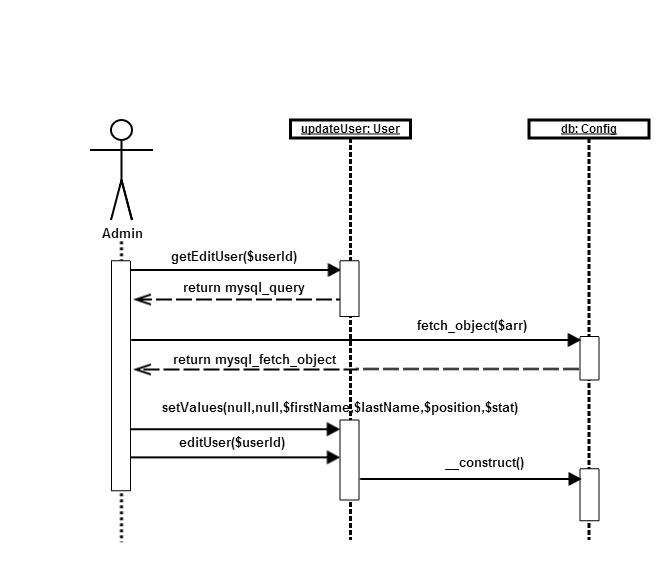 updateUser: User
db: Config
Admin
getEditUser($userId)
return mysql_query
fetch_object($arr)
return mysql_fetch_object
setValues(null,null,$firstName,$lastName,$position,$stat)
editUser($userId)
__construct()